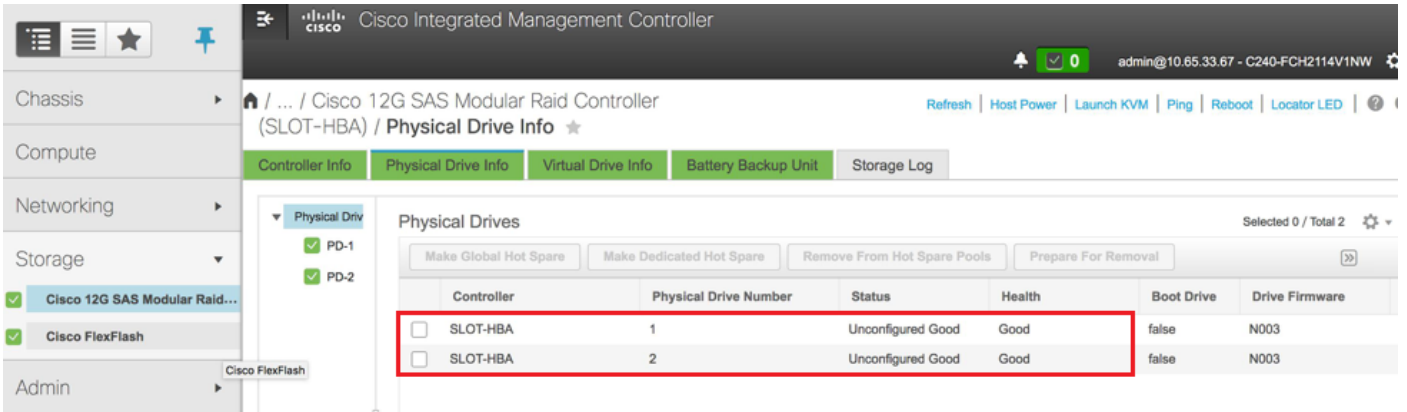 cisco
Cisco Integrated Management Controller
0
admin@10.65.33.67 - C240-FCH2114V1NW
Chassis
Compute
Networking
Storage
Cisco 12G SAS Modular Raid...
Cisco FlexFlash
Cisco FlexFlash
Admin
/ ... / Cisco 12G SAS Modular Raid Controller
(SLOT-HBA) / Physical Drive Info
Refresh | Host Power | Launch KVM | Ping | Reboot | Locator LED | ?
Controller Info Physical Drive Info Virtual Drive Info Battery Backup Unit Storage Log
Physical Driv
PD-1
PD-2
Physical Drives
Selected 0 / Total 2
Make Global Hot Spare Make Dedicated Hot Spare Remove From Hot Spare Pools Prepare For Removal
Controller Physical Drive Number Status Health Boot Drive Drive Firmware
SLOT-HBA 1 Unconfigured Good Good false N003
SLOT-HBA 2 Unconfigured Good Good false N003